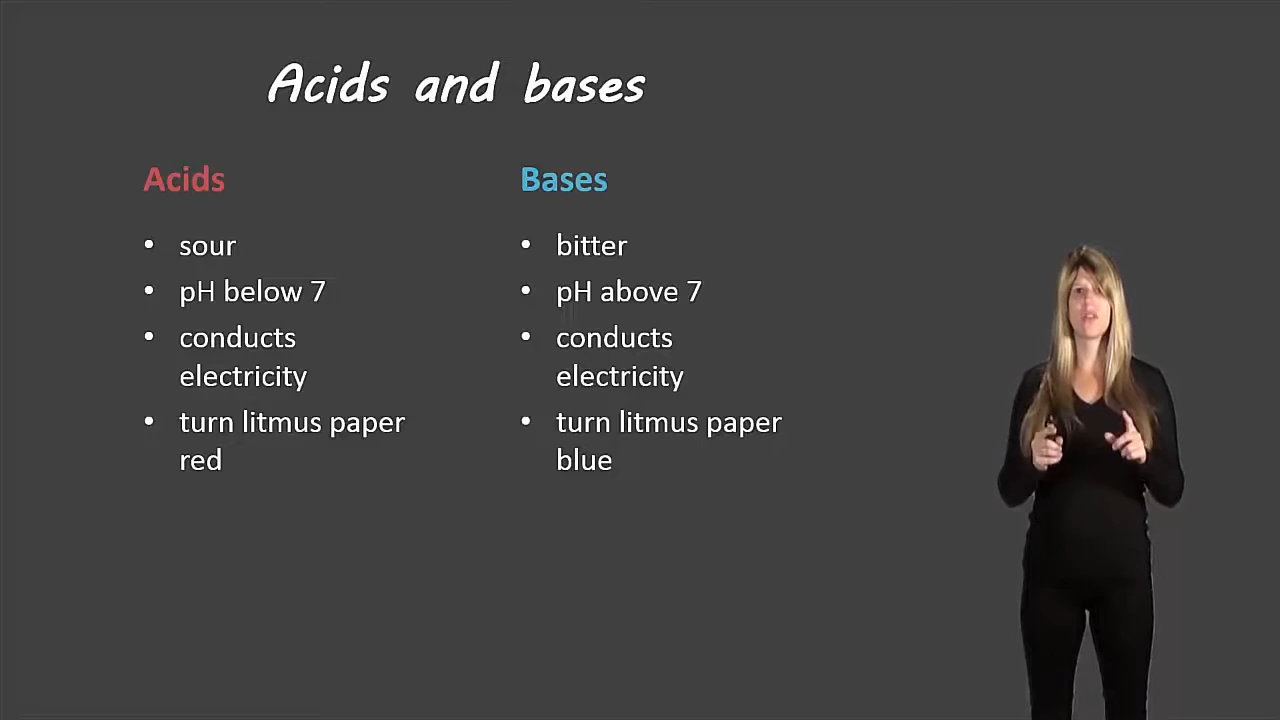 Acids and bases
Acids
• sour
• pH below 7
• conducts
electricity
• turn litmus paper
red
Bases
• bitter
• pH above 7
• conducts
electricity
• turn litmus paper
blue